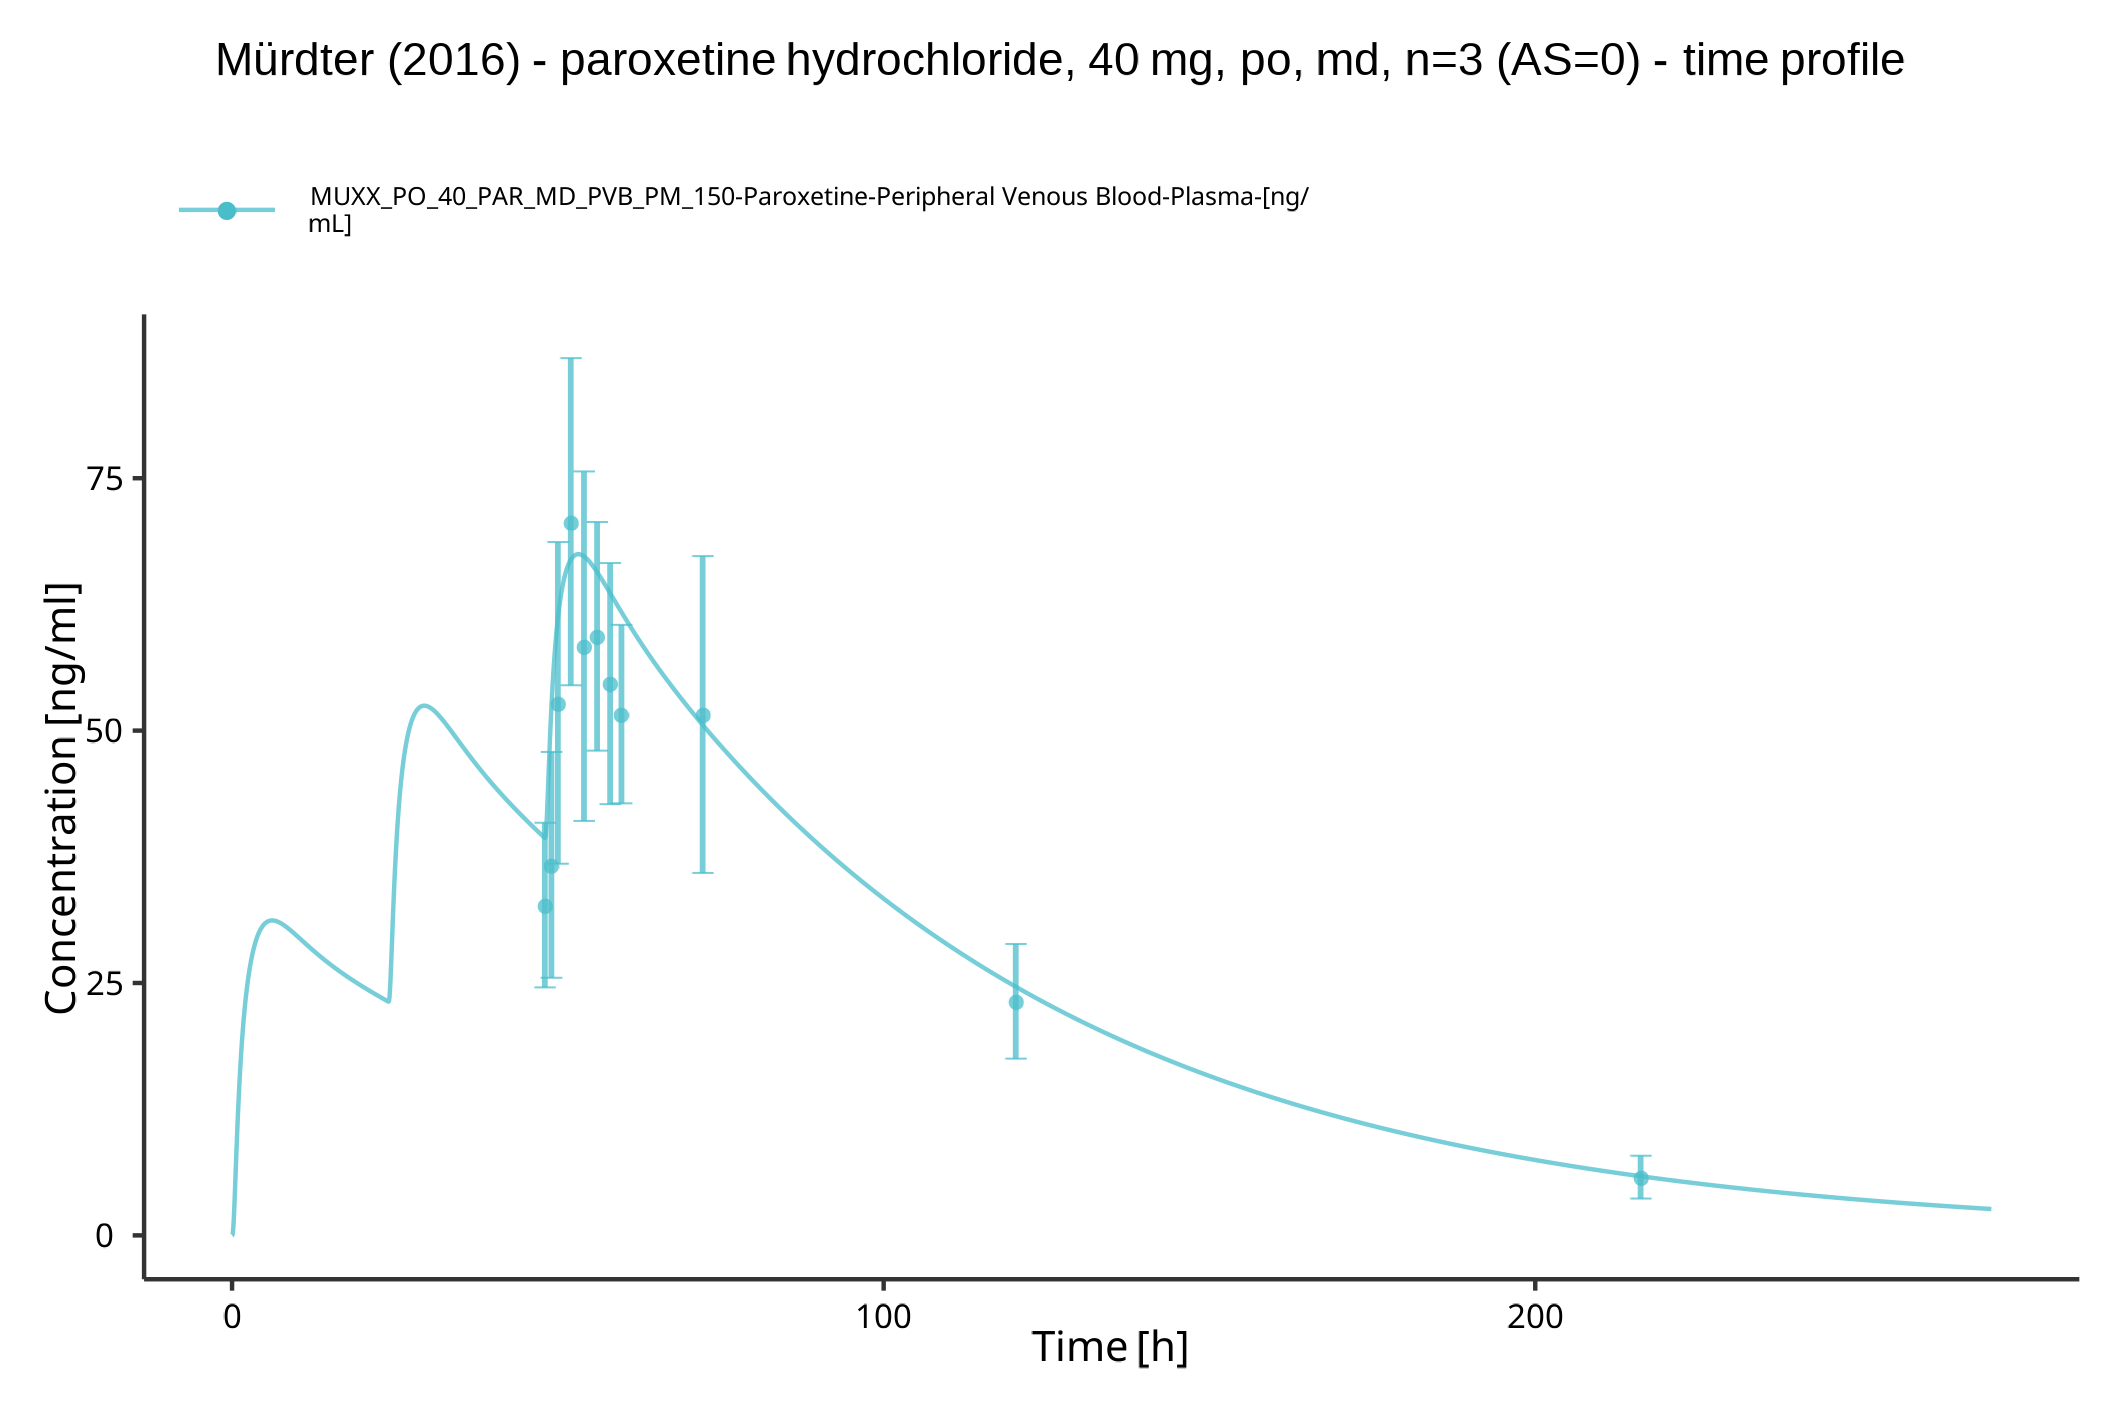 Mürdter (2016) - paroxetine hydrochloride, 40 mg, po, md, n=3 (AS=0) - time profile
MUXX_PO_40_PAR_MD_PVB_PM_150-Paroxetine-Peripheral Venous Blood-Plasma-[ng/
mL]
Concentration [ng/ml]
75
50
25
0
0
100
200
Time [h]